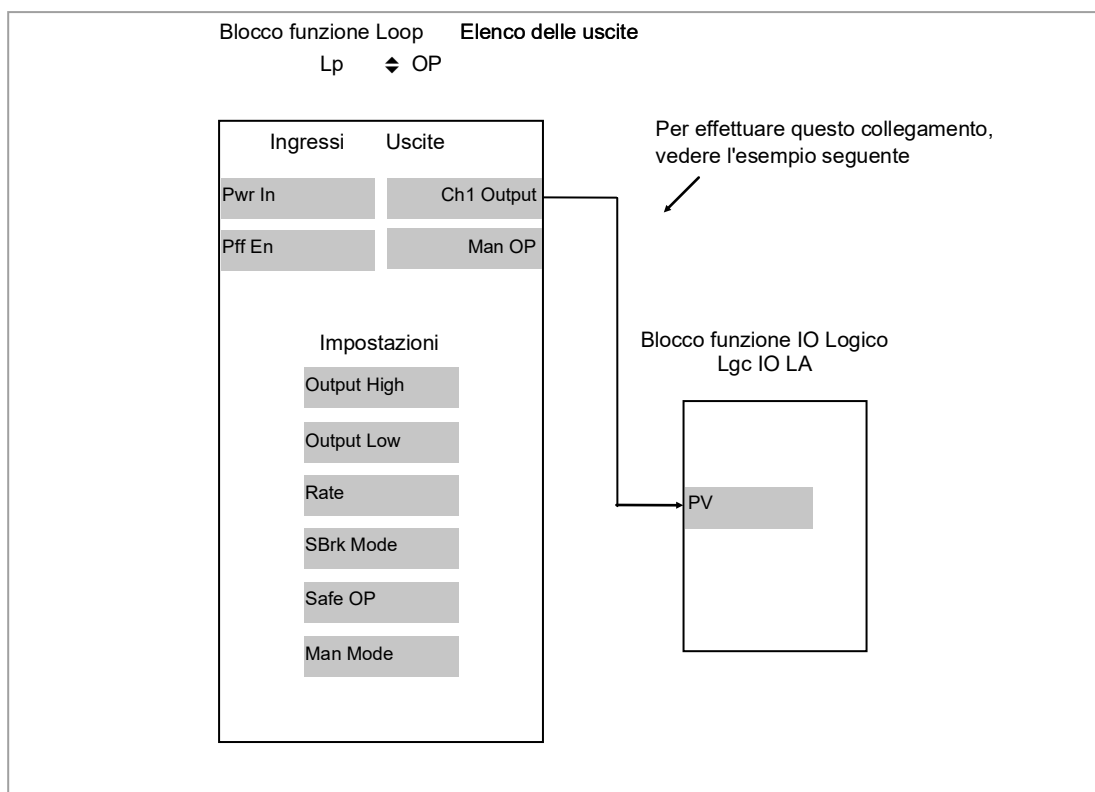 Blocco funzione Loop Elenco delle uscite
Lp OP
Ingressi Uscite
Per effettuare questo collegamento,
vedere l'esempio seguente
Pwr In Ch1 Output
Pff En Man OP
Impostazioni
Blocco funzione IO Logico
Lgc IO LA
Output High
Output Low
Rate
PV
SBrk Mode
Safe OP
Man Mode